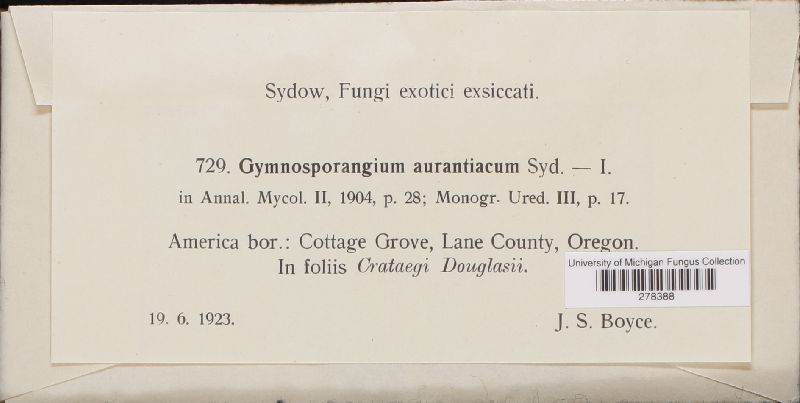 Sydow, Fungi exotici exsiccati.
729. Gymnosporangium aurantiacum Syd. — I.
in Annal. Mycol. II, 1904, p. 28; Monogr. Ured. III, p. 17.
America bor.: Cottage Grove, Lane County, Oregon.
In foliis Crataegi Douglasii.
University of Michigan Fungus Collection
278388
19. 6. 1923.
J. S. Boyce.